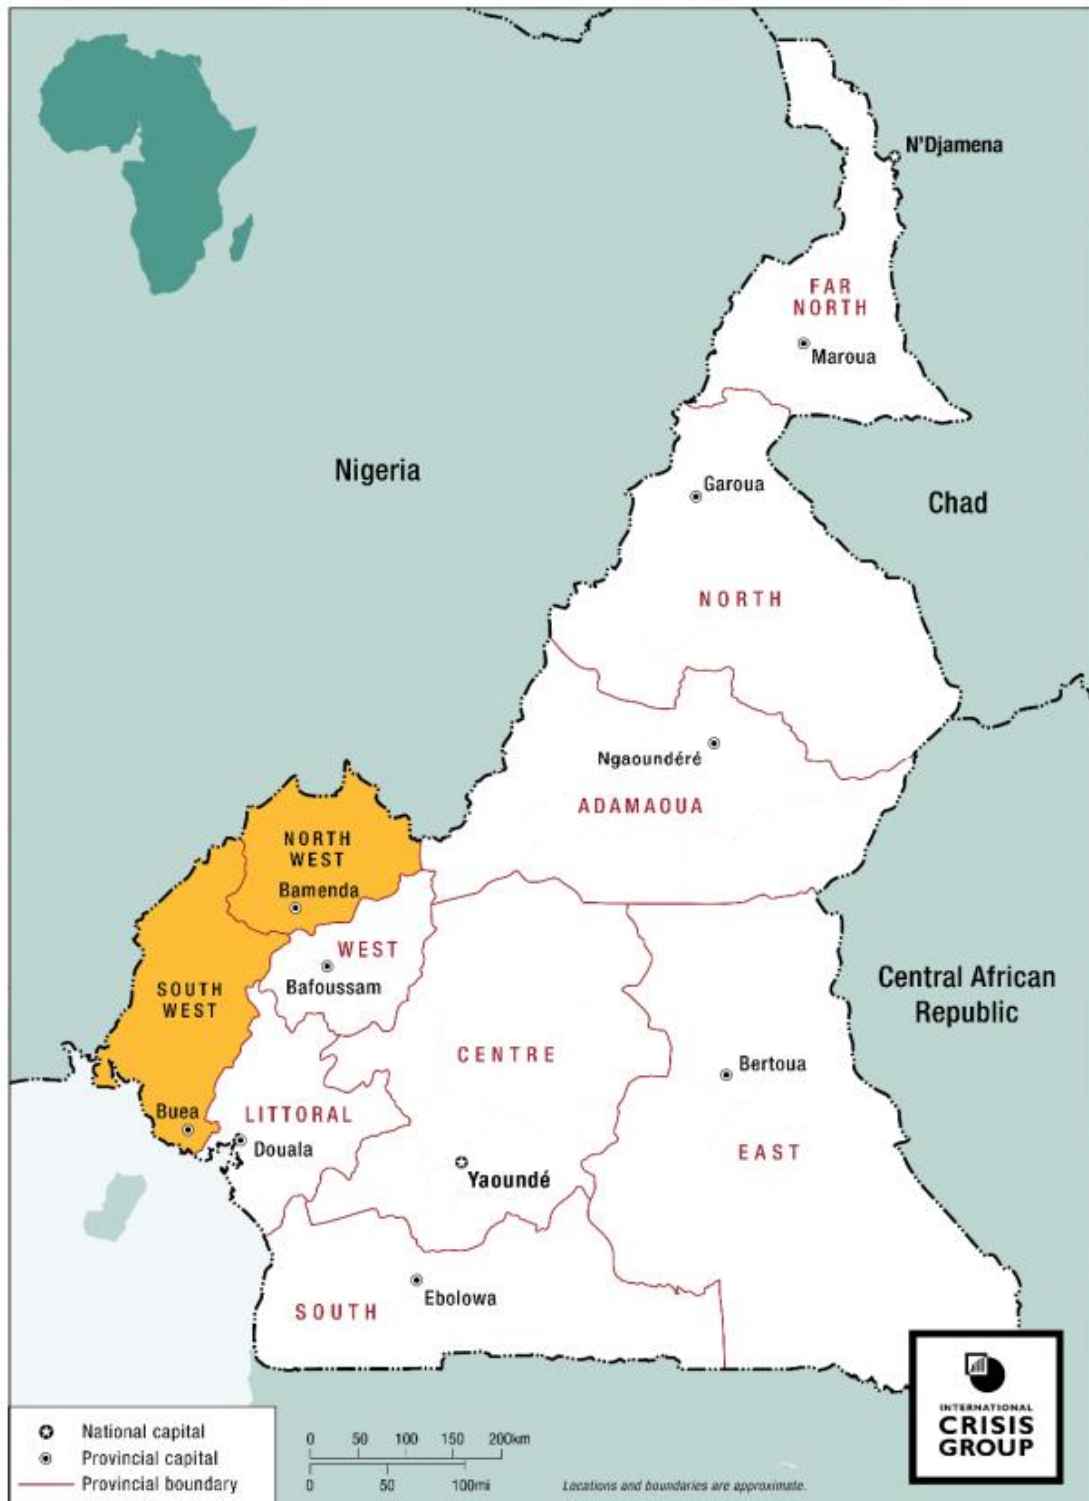 N'Djamena
FAR
NORTH
Maroua
Nigeria
Garoua
Chad
NORTH
Ngaoundéré
ADAMAOUA
NORTH
WEST
Bamenda
WEST
Bafoussam
SOUTH
WEST
Central African
Republic
CENTRE
Bertoua
Buea
LITTORAL
Douala
EAST
Yaoundé
Ebolowa
SOUTH
INTERNATIONAL
CRISIS
GROUP
National capital
Provincial capital
Provincial boundary
0 50 100 150 200km
0 50 100mi
Locations and boundaries are approximate.